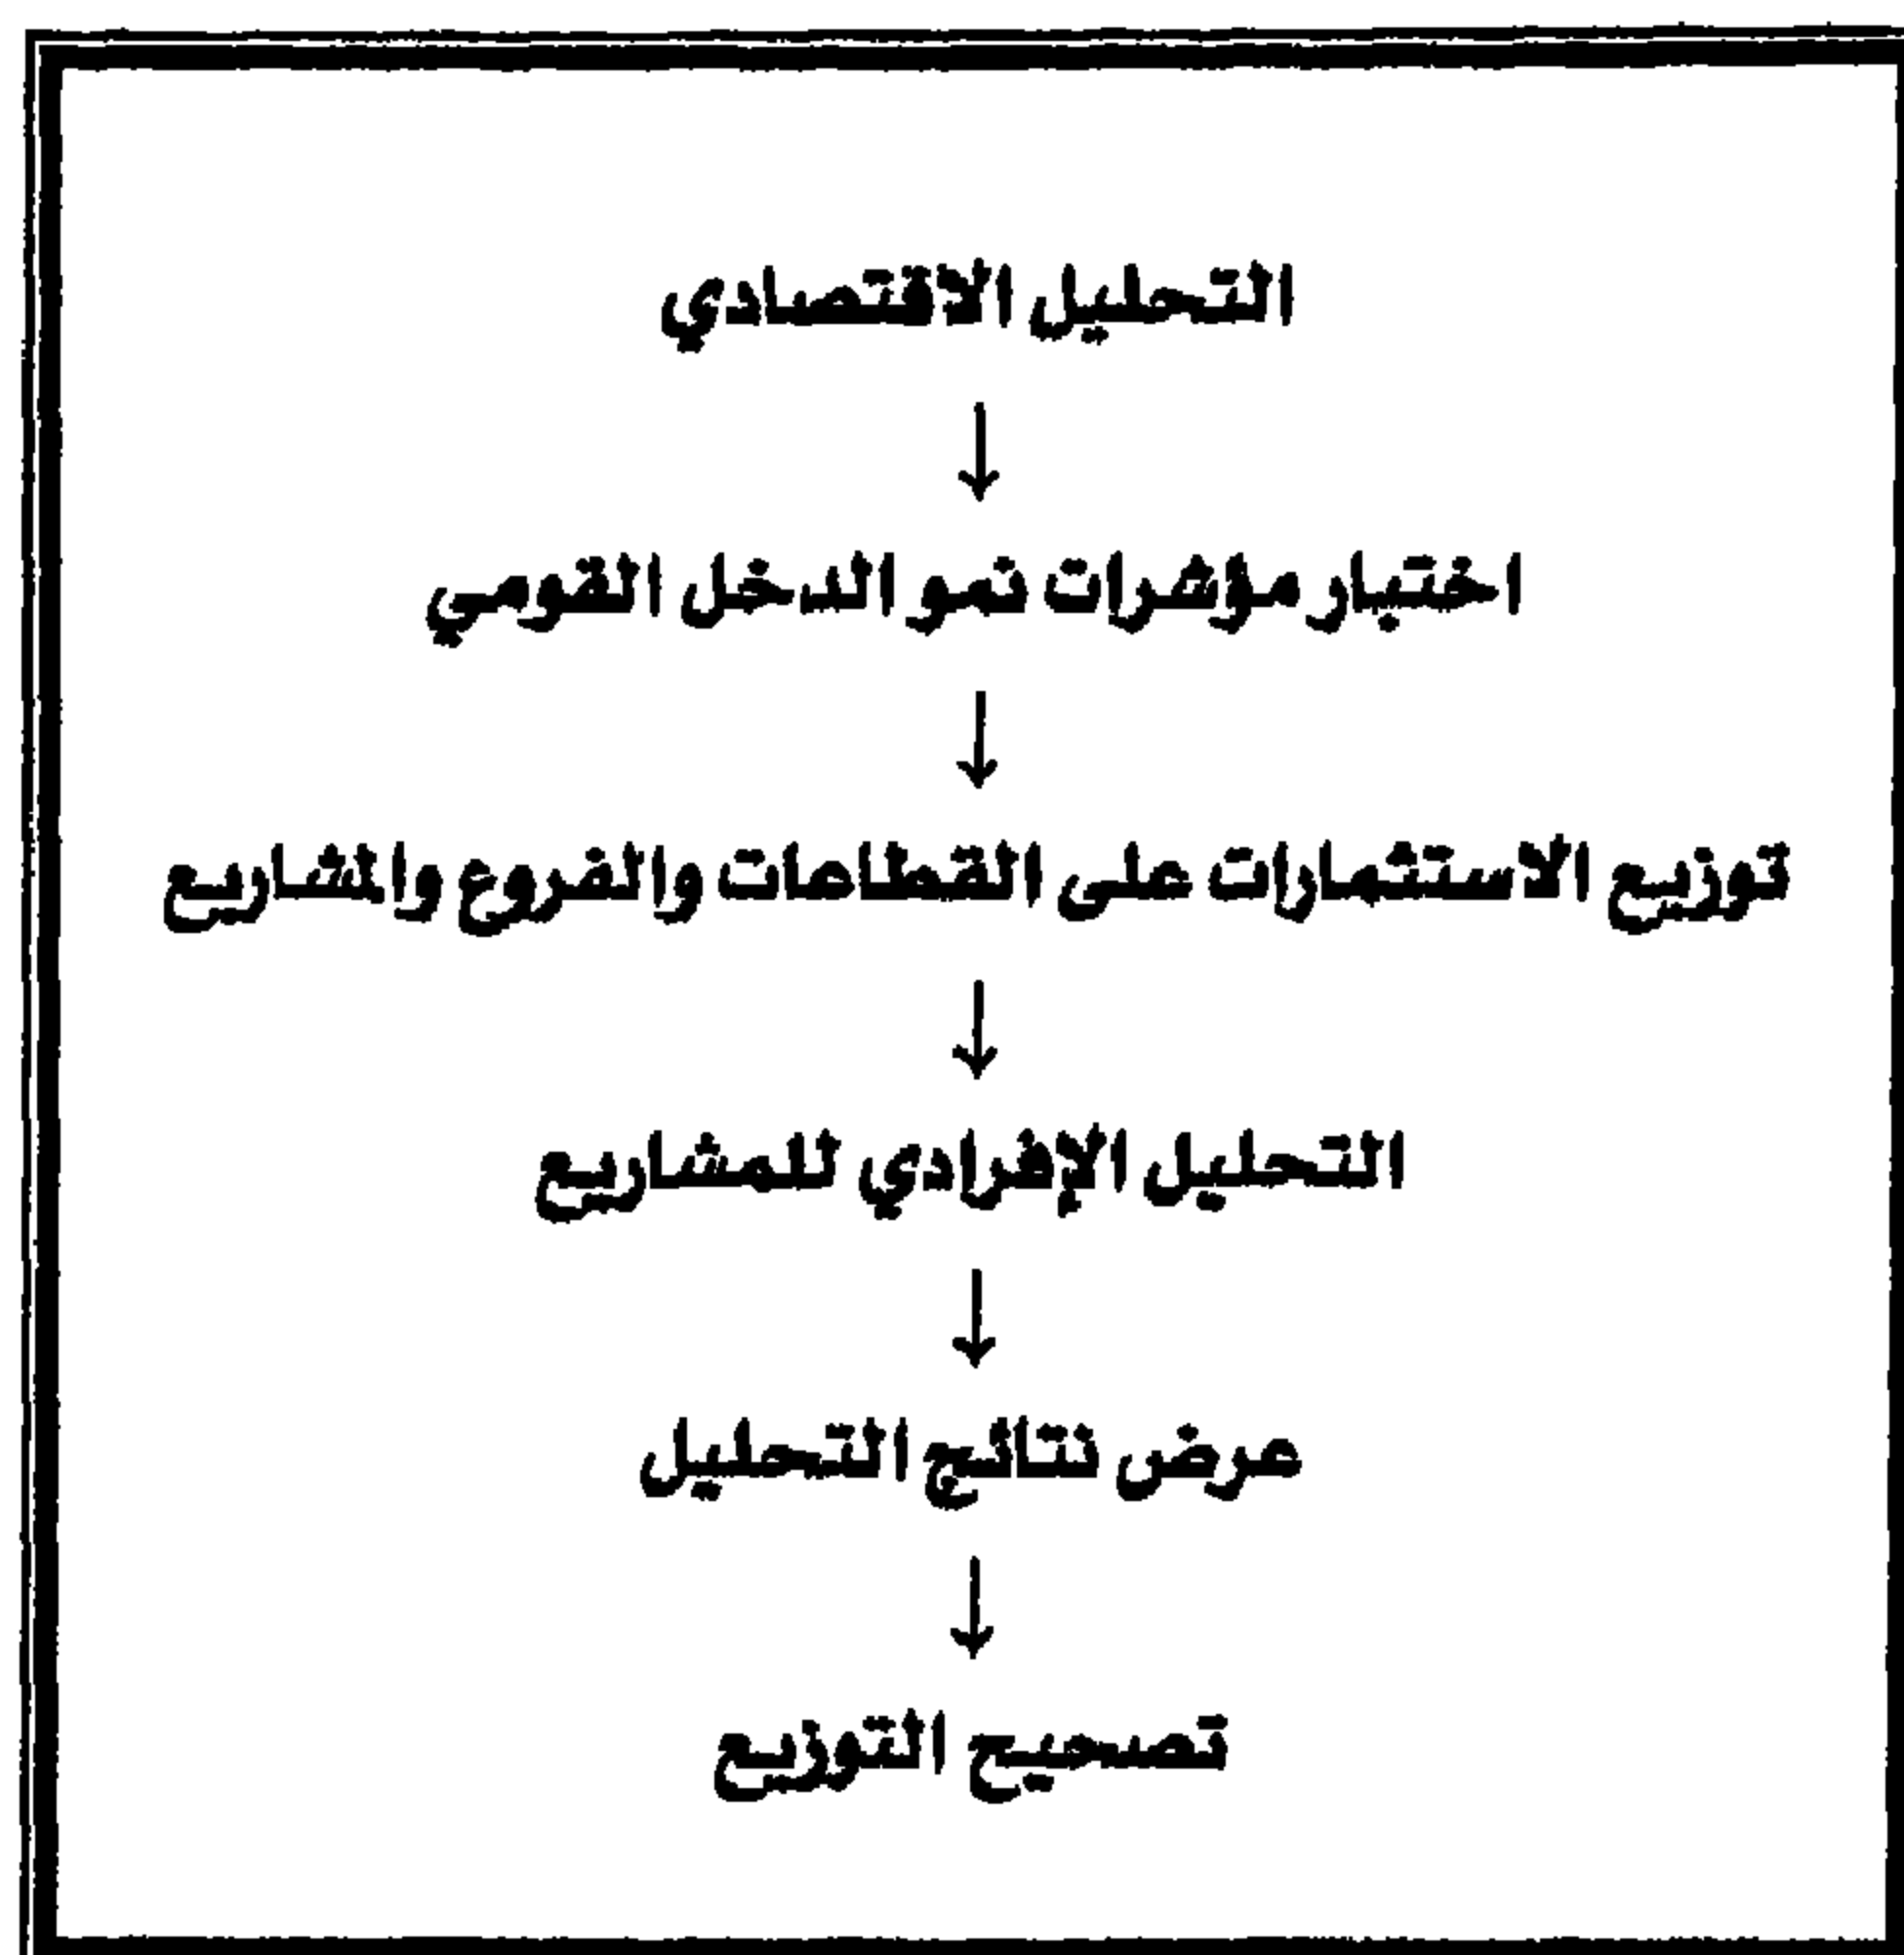 التحليل الاقتصادي
↓
اختيار مؤشرات نمو الدخل القومي
↓
توزيع الاستثمارات على القطاعات والفروع والمشاريع
↓
التحليل الإفرادي للمشاريع
↓
عرض نتائج التحليل
↓
تصحيح التوزيع